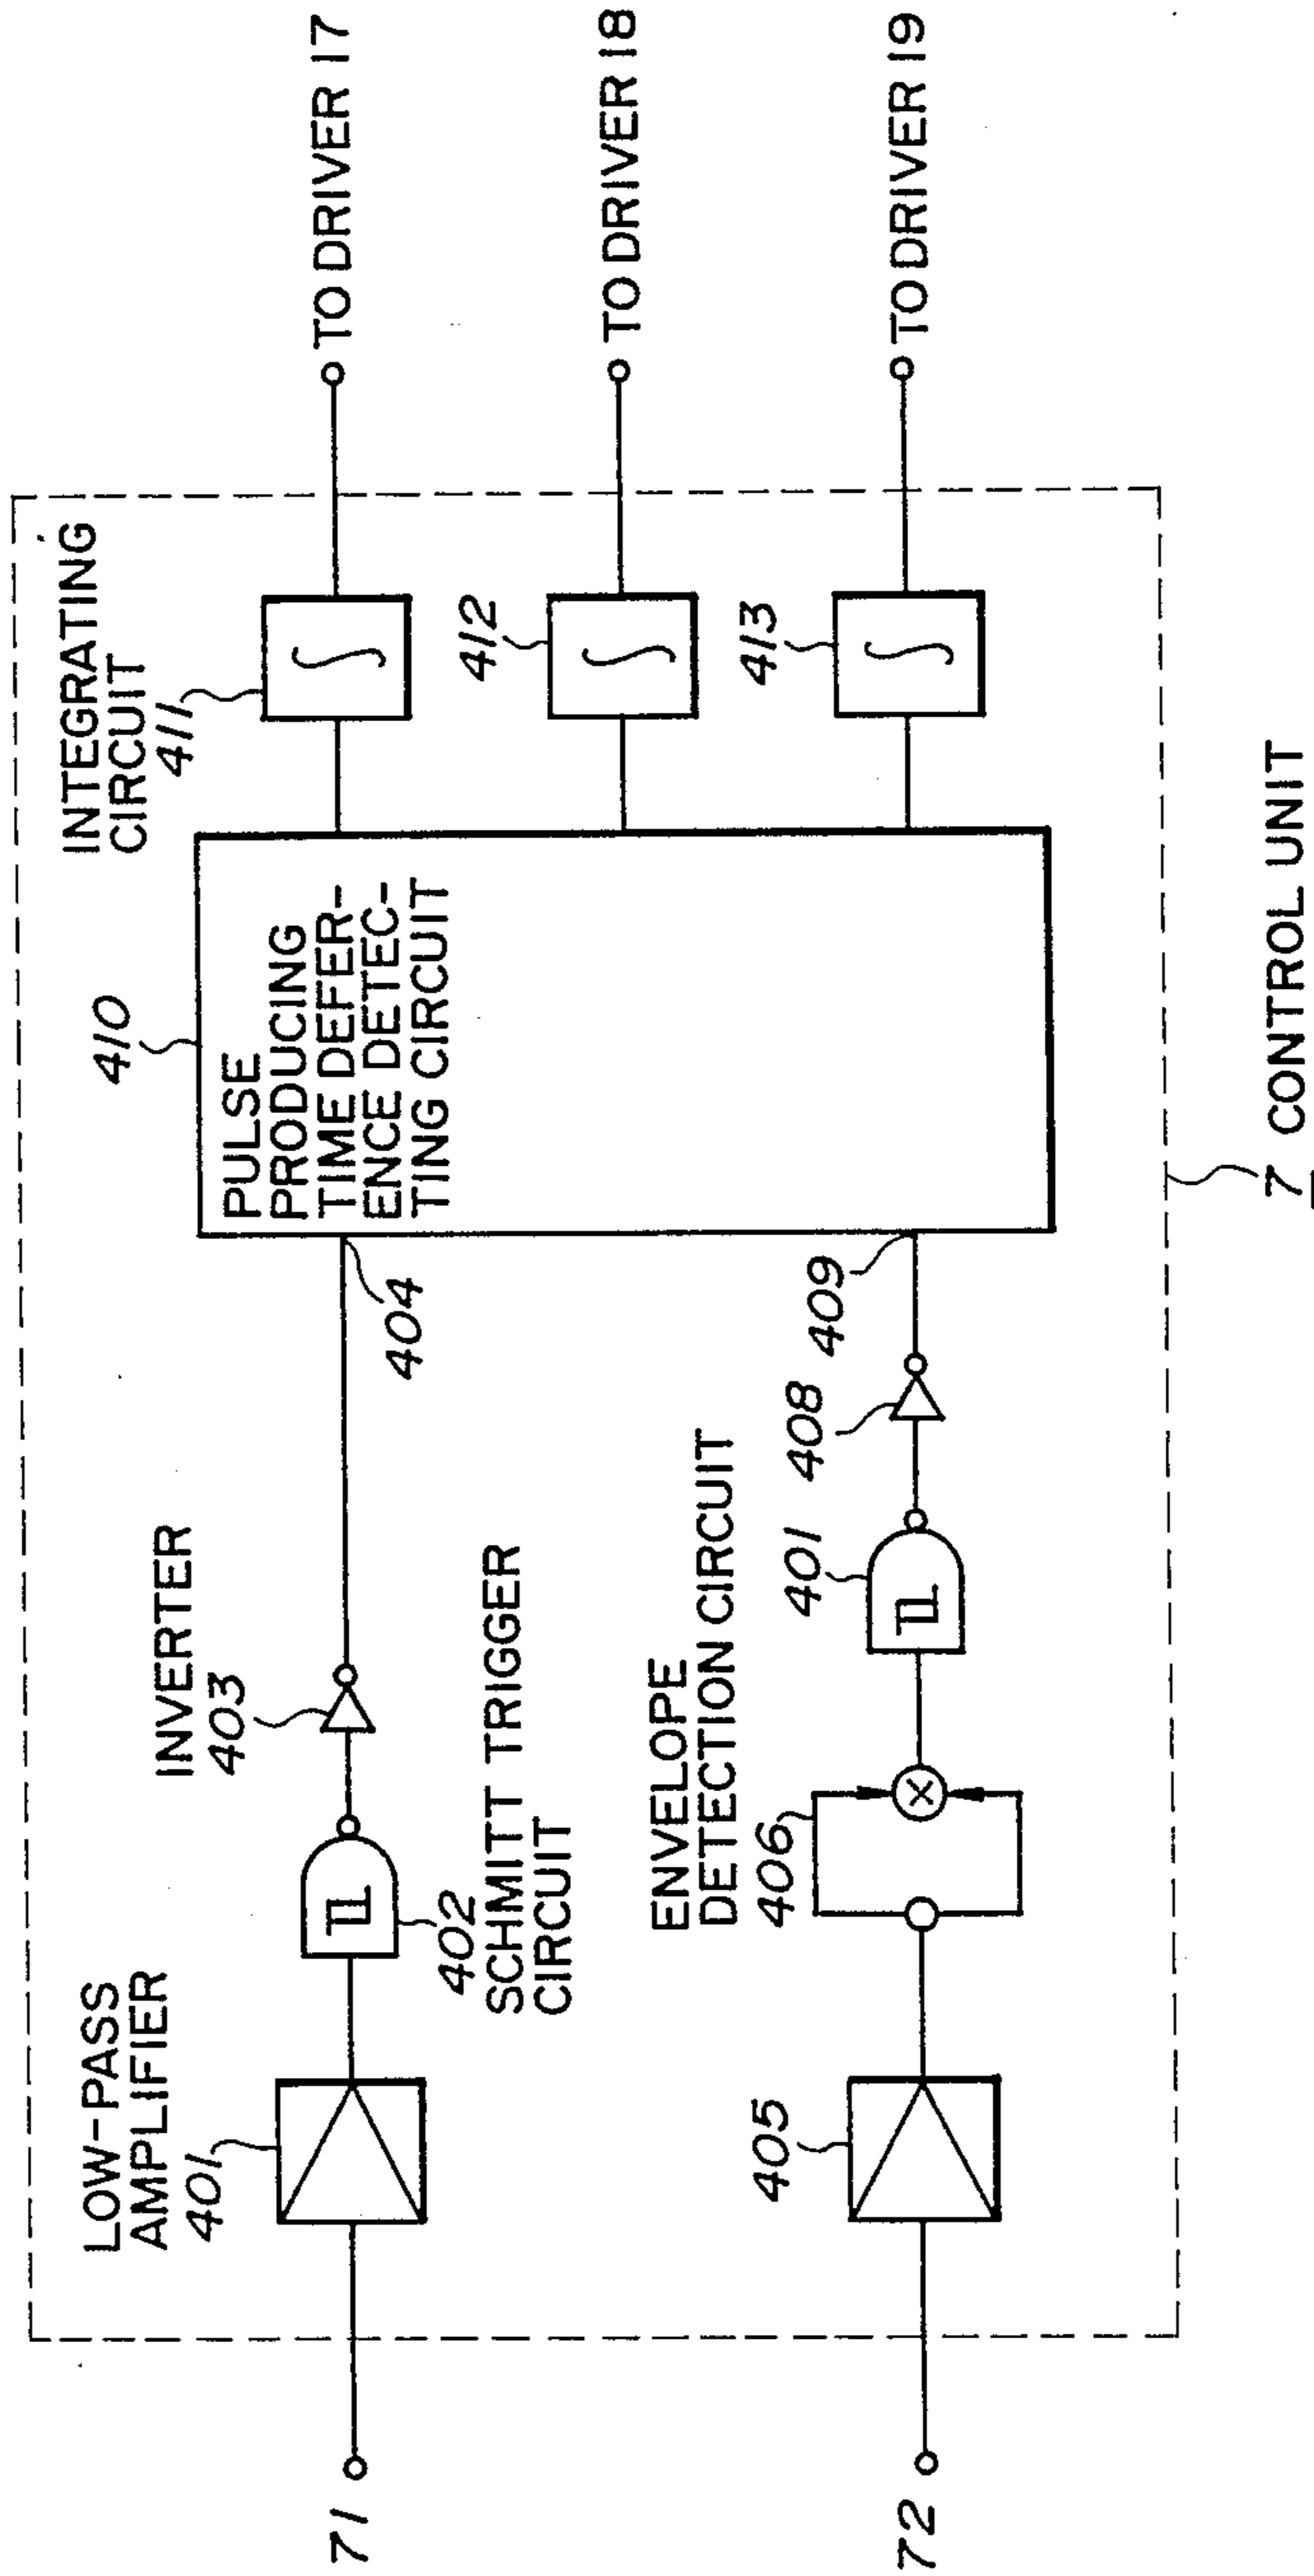 LOW-PASS
AMPLIFIER
401
INVERTER
403
402
SCHMITT TRIGGER
CIRCUIT
404
410
PULSE
PRODUCING
TIME DEFER-
ENCE DETEC-
TING CIRCUIT
INTEGRATING
CIRCUIT
411
412
413
TO DRIVER 17
TO DRIVER 18
TO DRIVER 19
71
72
405
ENVELOPE
DETECTION CIRCUIT
406
401
408
409
7 CONTROL UNIT